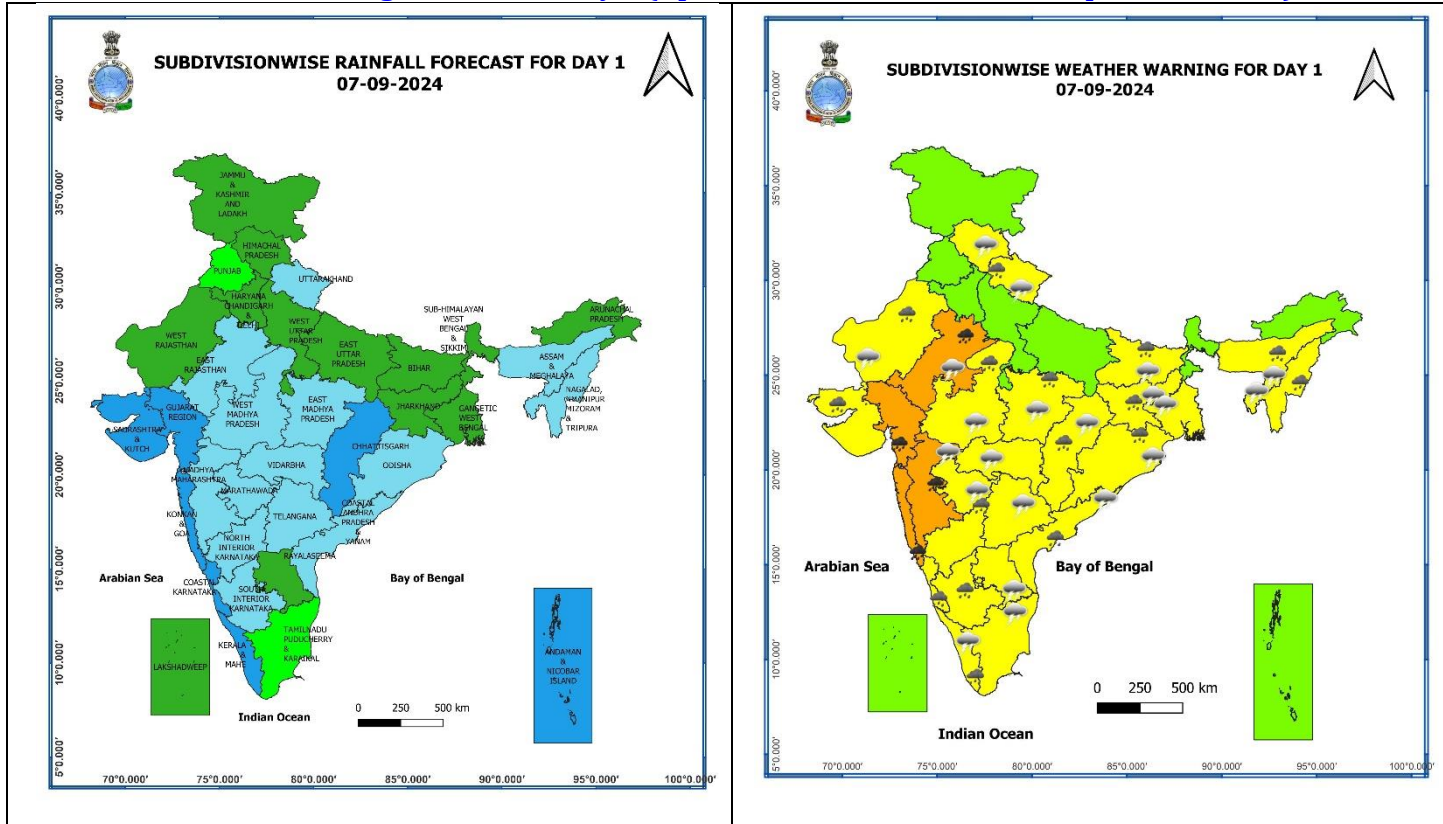 SUBDIVISIONWISE RAINFALL FORECAST FOR DAY 1
07-09-2024
40°0.000'
35°0.000'
30°0.000'
25°0.000'
20°0.000'
15°0.000'
10°0.000'
5°0.000'
JAMMU
&
KASHMIR
AND
LADAKH
HIMACHAL
PRADESH
PUNJAB
UTTARAKHAND
HARYANA
CHANDIGARH
&
DELHI
WEST
RAJASTHAN
WEST
UTTAR
PRADESH
EAST
UTTAR
PRADESH
SUB-HIMALAYAN
WEST
BENGAL
&
SIKKIM
ARUNACHAL
PRADESH
EAST
RAJASTHAN
BIHAR
ASSAM
&
MEGHALAYA
NAGALAD,
MANIPUR
MIZORAM
&
TRIPURA
GUJARAT
REGION
WEST
MADHYA
PRADESH
EAST
MADHYA
PRADESH
JHARKHAND
GANGETIC
WEST
BENGAL
SAURASHTRA
&
KUTCH
CHHATTISGARH
ODISHA
VIDARBHA
MADHYA
MAHARASHTRA
MARATHAWADA
KONKAN
&
GOA
TELANGANA
COASTAL
ANDHRA
PRADESH
&
YANAM
NORTH
INTERIOR
KARNATAKA
RAYALASEEMA
COASTAL
KARNATAKA
SOUTH
INTERIOR
KARNATAKA
TAMILNADU
PUDUCHERRY
&
KARAIKAL
KERALA
&
MAHE
LAKSHADWEEP
ANDAMAN
&
NICOBAR
ISLAND
Arabian Sea
Bay of Bengal
Indian Ocean
0 250 500 km
70°0.000' 75°0.000' 80°0.000' 85°0.000' 90°0.000' 95°0.000' 100°0.000'
SUBDIVISIONWISE WEATHER WARNING FOR DAY 1
07-09-2024
40°0.000'
35°0.000'
30°0.000'
25°0.000'
20°0.000'
15°0.000'
10°0.000'
5°0.000'
Arabian Sea
Bay of Bengal
Indian Ocean
0 250 500 km
70°0.000' 75°0.000' 80°0.000' 85°0.000' 90°0.000' 95°0.000' 100°0.000'